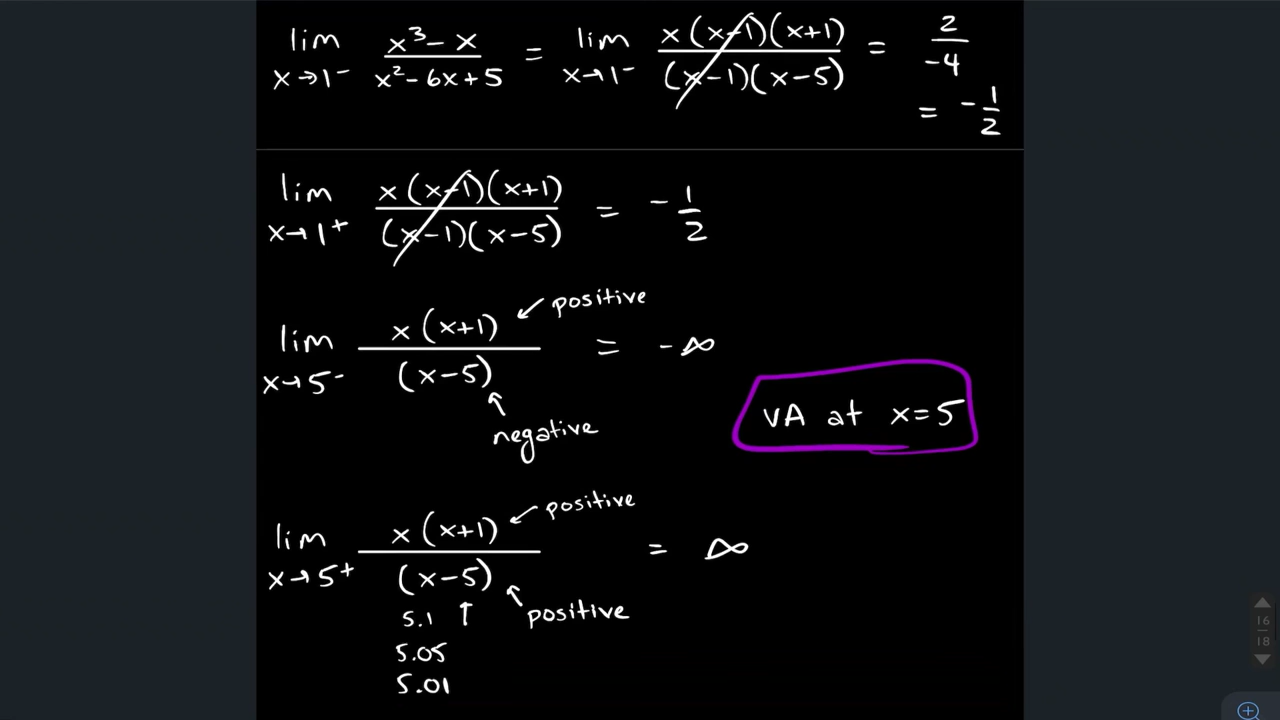 lim x→1⁻ (x³ − x)/(x² − 6x + 5) = lim x→1⁻ x(x−1)(x+1)/(x−1)(x−5) = 2/−4
= −1/2
lim x→1⁺ x(x−1)(x+1)/(x−1)(x−5) = −1/2
positive
lim x→5⁻ x(x+1)/(x−5) = −∞
negative
VA at x=5
positive
lim x→5⁺ x(x+1)/(x−5) = ∞
positive
5.1
5.05
5.01
16
18